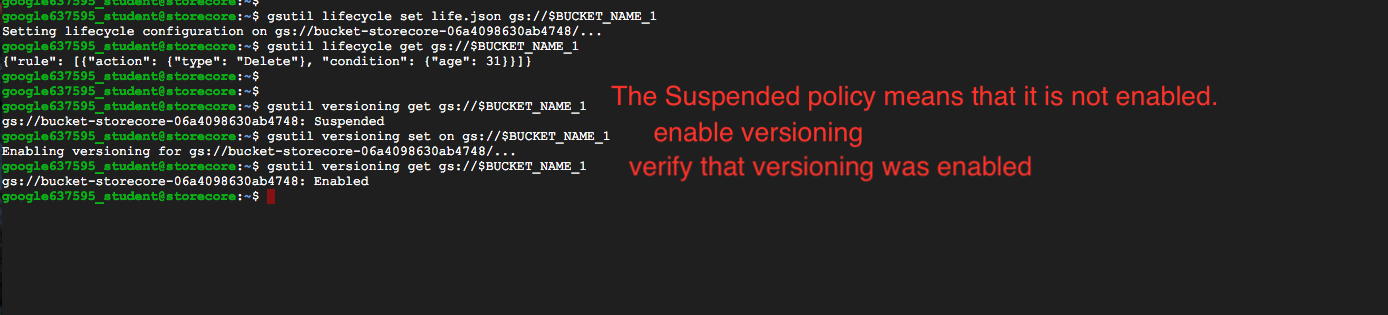 google637595_student@storecore:~$
google637595_student@storecore:~$ gsutil lifecycle set life.json gs://$BUCKET_NAME_1
Setting lifecycle configuration on gs://bucket-storecore-06a4098630ab4748/...
google637595_student@storecore:~$ gsutil lifecycle get gs://$BUCKET_NAME_1
{"rule": [{"action": {"type": "Delete"}, "condition": {"age": 31}}]}
google637595_student@storecore:~$
google637595_student@storecore:~$
google637595_student@storecore:~$ gsutil versioning get gs://$BUCKET_NAME_1 The Suspended policy means that it is not enabled.
gs://bucket-storecore-06a4098630ab4748: Suspended
google637595_student@storecore:~$ gsutil versioning set on gs://$BUCKET_NAME_1 enable versioning
Enabling versioning for gs://bucket-storecore-06a4098630ab4748/...
google637595_student@storecore:~$ gsutil versioning get gs://$BUCKET_NAME_1 verify that versioning was enabled
gs://bucket-storecore-06a4098630ab4748: Enabled
google637595_student@storecore:~$